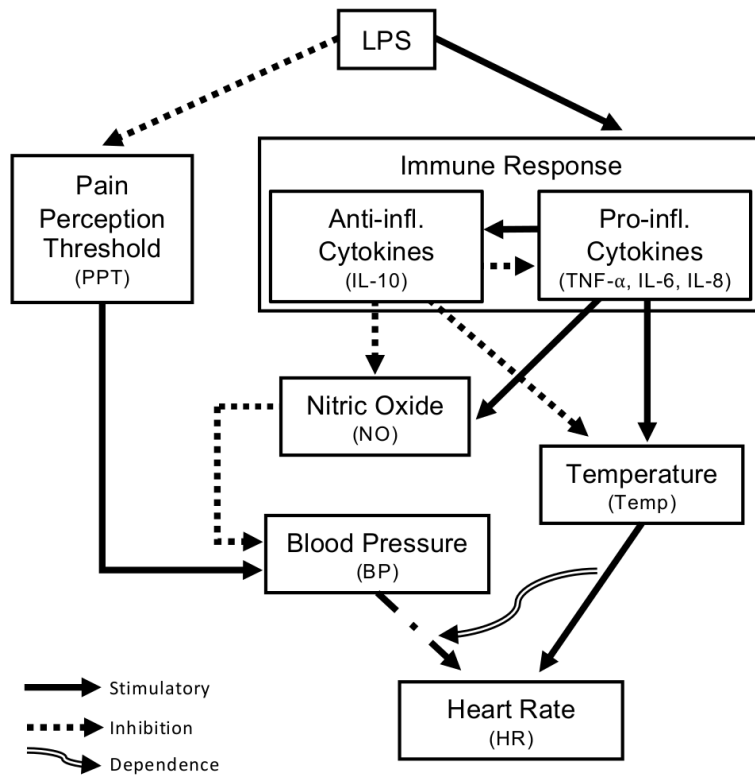 LPS
Immune Response
Pain
Perception
Threshold
(PPT)
Anti-infl.
Cytokines
(IL-10)
Pro-infl.
Cytokines
(TNF-α, IL-6, IL-8)
Nitric Oxide
(NO)
Temperature
(Temp)
Blood Pressure
(BP)
Heart Rate
(HR)
Stimulatory
Inhibition
Dependence